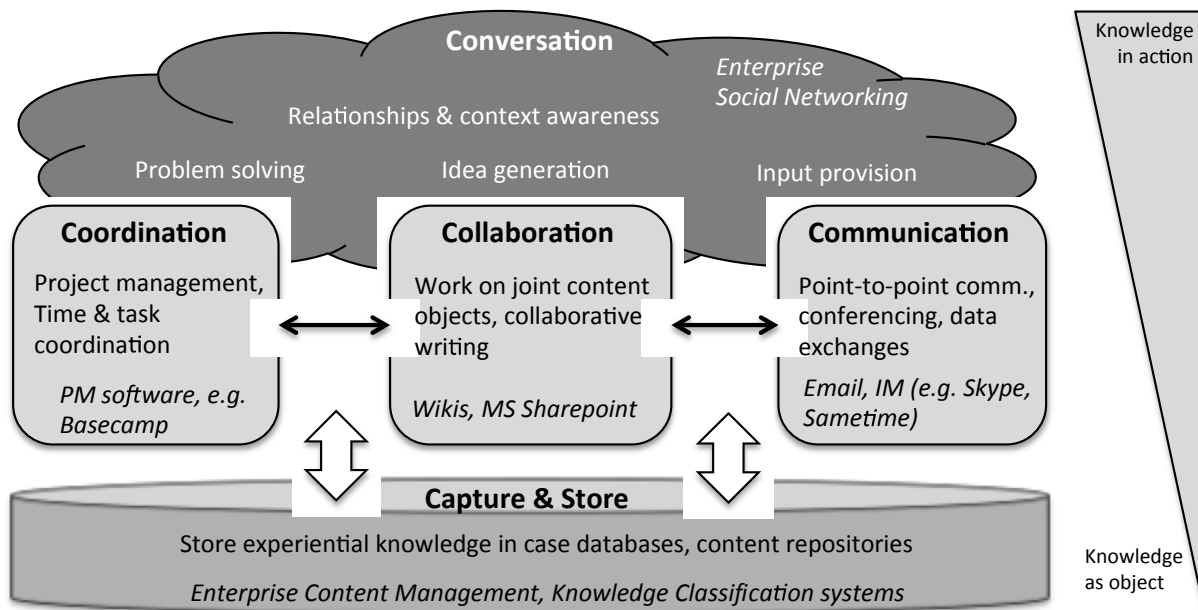 Conversation
Enterprise
Social Networking
Relationships & context awareness
Problem solving
Idea generation
Input provision
Knowledge
in action
Coordination
Project management,
Time & task
coordination
PM software, e.g.
Basecamp
Collaboration
Work on joint content
objects, collaborative
writing
Wikis, MS Sharepoint
Communication
Point-to-point comm.,
conferencing, data
exchanges
Email, IM (e.g. Skype,
Sametime)
Capture & Store
Store experiential knowledge in case databases, content repositories
Enterprise Content Management, Knowledge Classification systems
Knowledge
as object